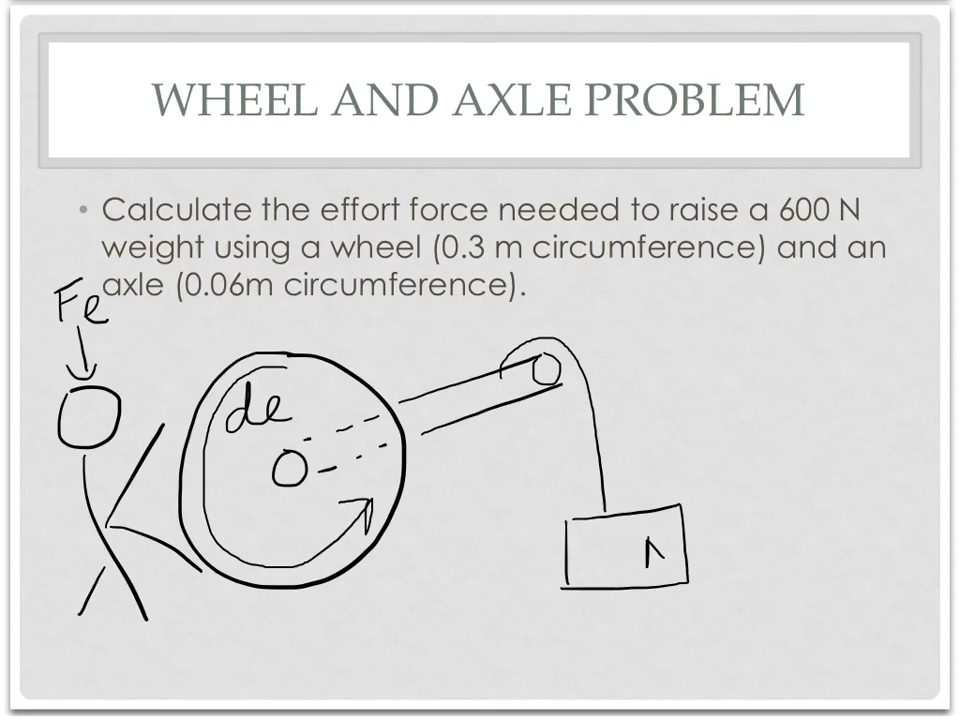 WHEEL AND AXLE PROBLEM
• Calculate the effort force needed to raise a 600 N
weight using a wheel (0.3 m circumference) and an
axle (0.06m circumference).
Fe
de
N